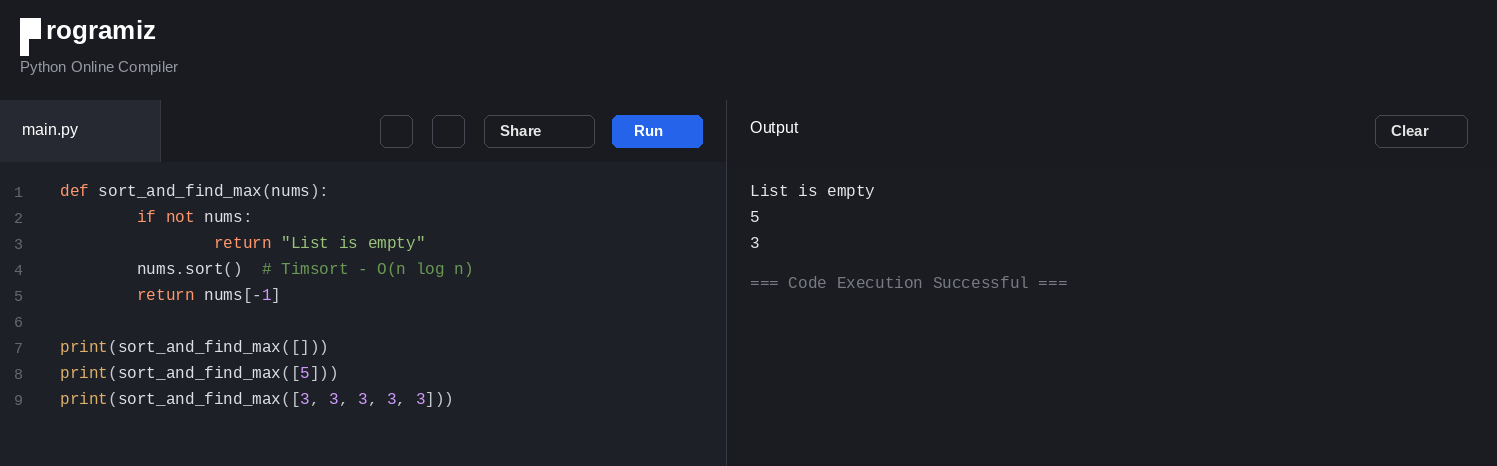 Programiz
Python Online Compiler
main.py
Share
Run
Output
Clear
1 def sort_and_find_max(nums):
2         if not nums:
3                 return "List is empty"
4         nums.sort()  # Timsort - O(n log n)
5         return nums[-1]
6
7 print(sort_and_find_max([]))
8 print(sort_and_find_max([5]))
9 print(sort_and_find_max([3, 3, 3, 3, 3]))
List is empty
5
3
=== Code Execution Successful ===